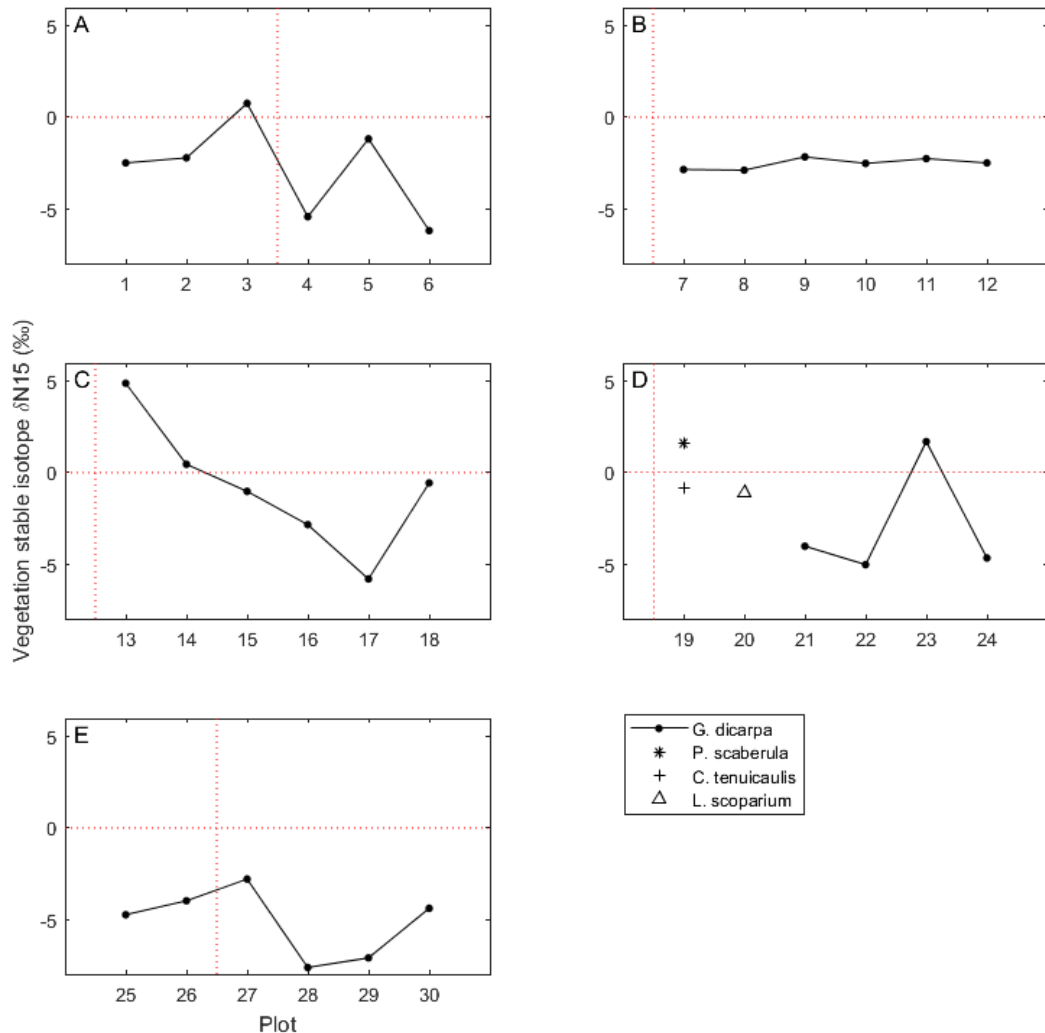 A
5
0
-5
1 2 3 4 5 6
B
5
0
-5
7 8 9 10 11 12
C
5
0
-5
13 14 15 16 17 18
D
5
0
-5
19 20 21 22 23 24
E
5
0
-5
25 26 27 28 29 30
Plot
Vegetation stable isotope δN15 (‰)
G. dicarpa
P. scaberula
C. tenuicaulis
L. scoparium